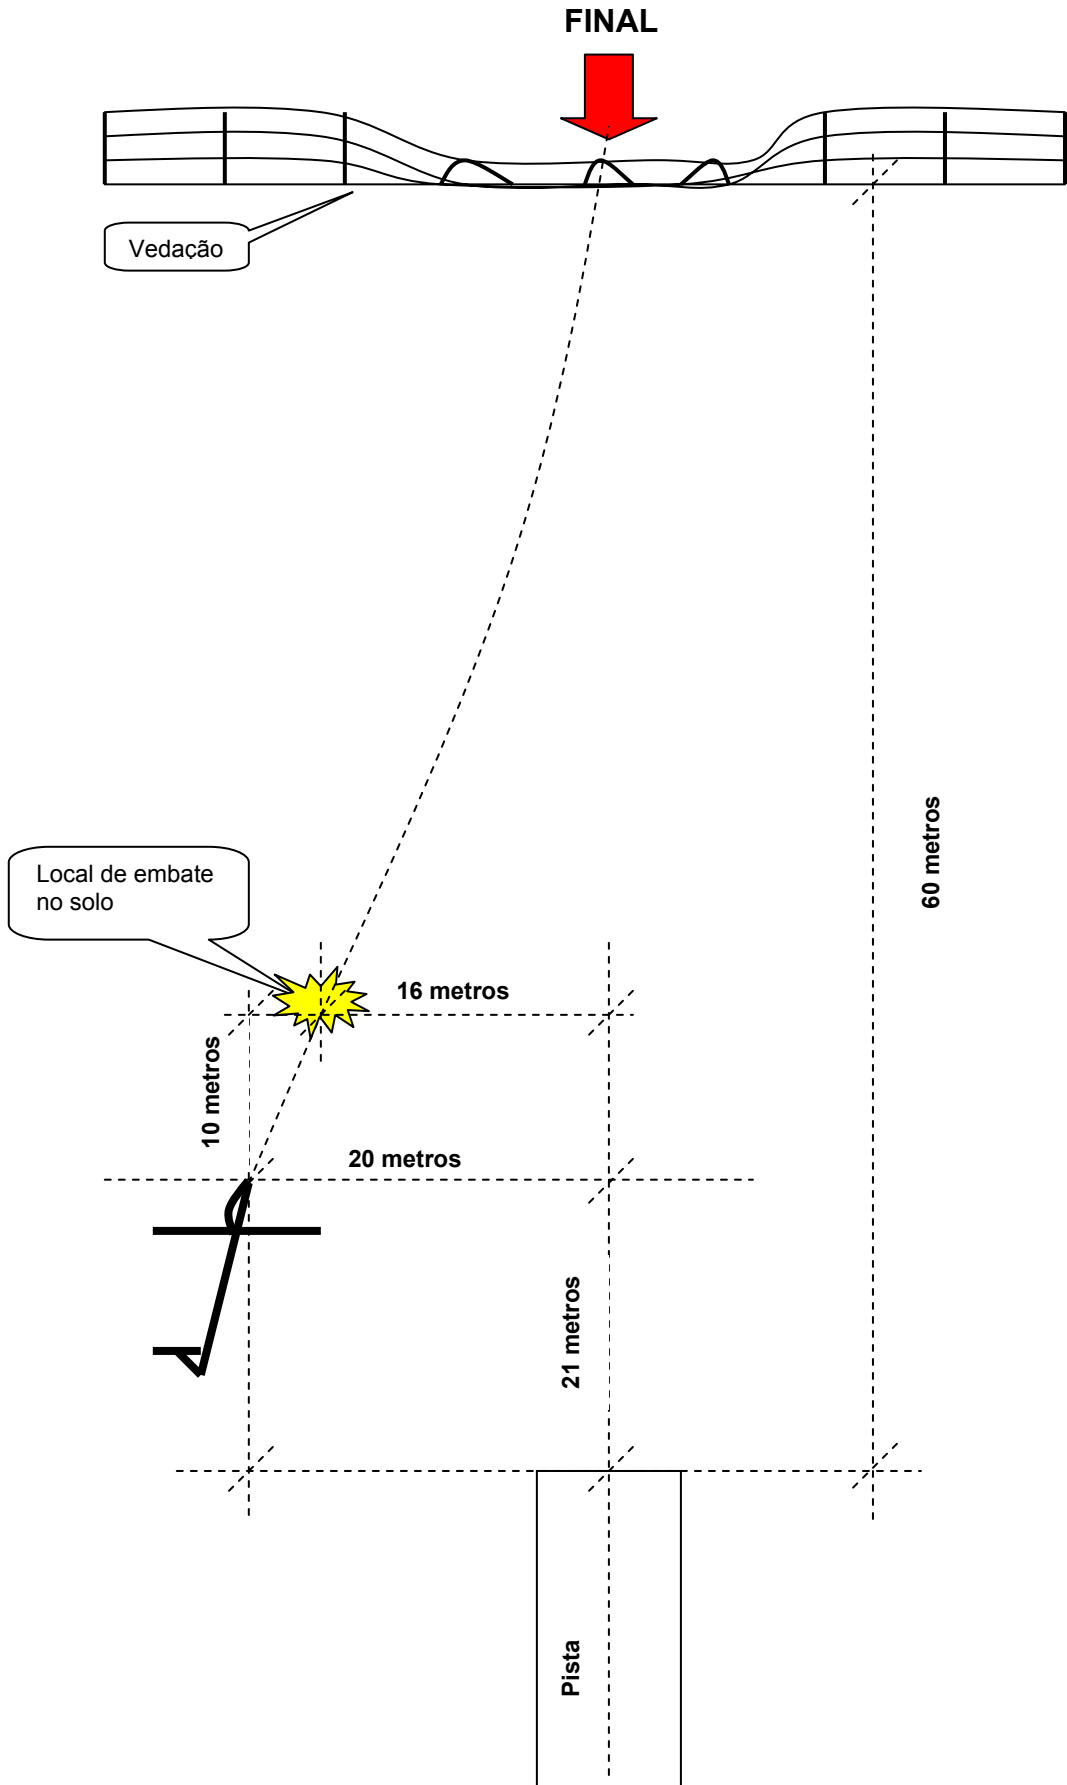 FINAL
Vedação
60 metros
Local de embate
no solo
16 metros
10 metros
20 metros
21 metros
Pista